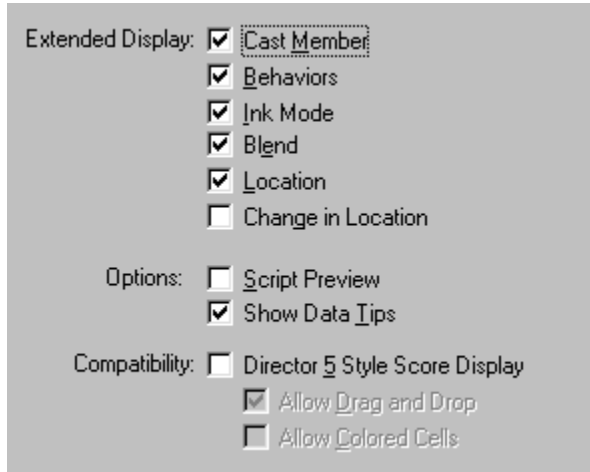 Extended Display: Cast Member
Behaviors
Ink Mode
Blend
Location
Change in Location
Options: Script Preview
Show Data Tips
Compatibility: Director 5 Style Score Display
Allow Drag and Drop
Allow Colored Cells